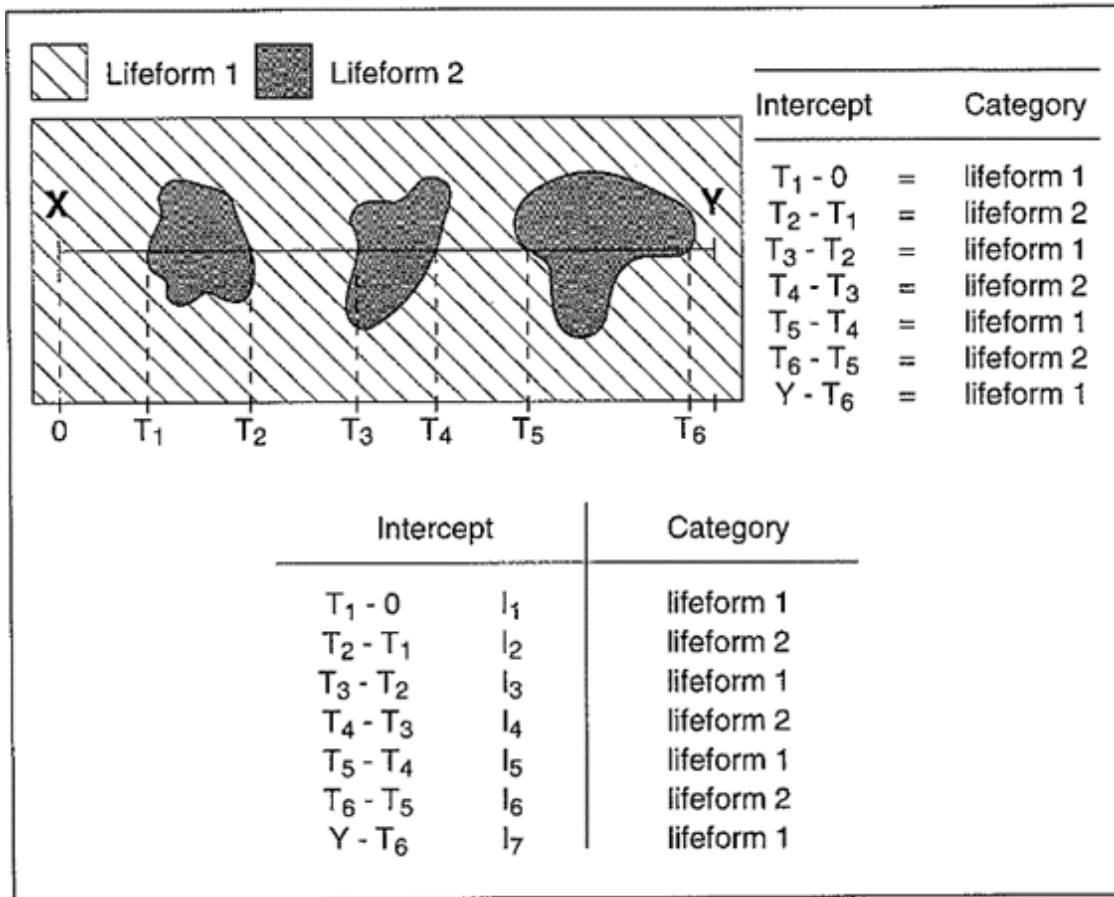 Lifeform 1 Lifeform 2
Intercept Category
T₁ - 0 = lifeform 1
T₂ - T₁ = lifeform 2
T₃ - T₂ = lifeform 1
T₄ - T₃ = lifeform 2
T₅ - T₄ = lifeform 1
T₆ - T₅ = lifeform 2
Y - T₆ = lifeform 1
X Y
0 T₁ T₂ T₃ T₄ T₅ T₆
Intercept Category
T₁ - 0 I₁ lifeform 1
T₂ - T₁ I₂ lifeform 2
T₃ - T₂ I₃ lifeform 1
T₄ - T₃ I₄ lifeform 2
T₅ - T₄ I₅ lifeform 1
T₆ - T₅ I₆ lifeform 2
Y - T₆ I₇ lifeform 1